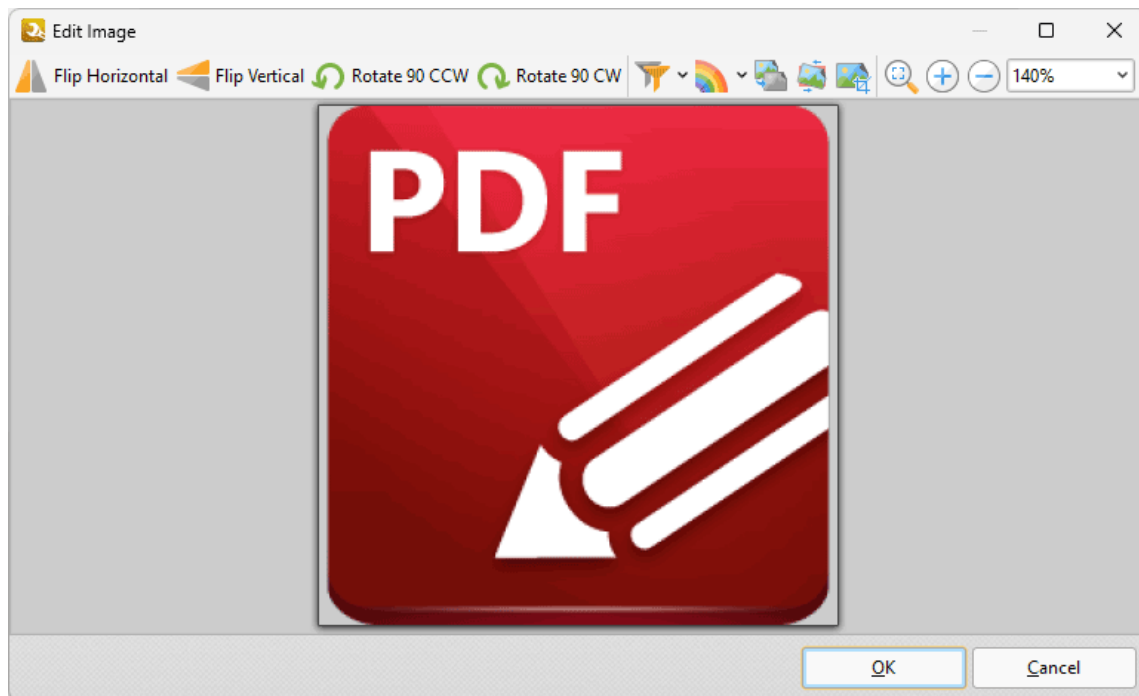 Edit Image
Flip Horizontal Flip Vertical Rotate 90 CCW Rotate 90 CW 140%
PDF
OK Cancel